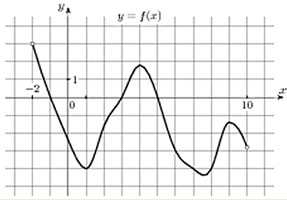 y
y = f(x)
1
x
−2 0 10